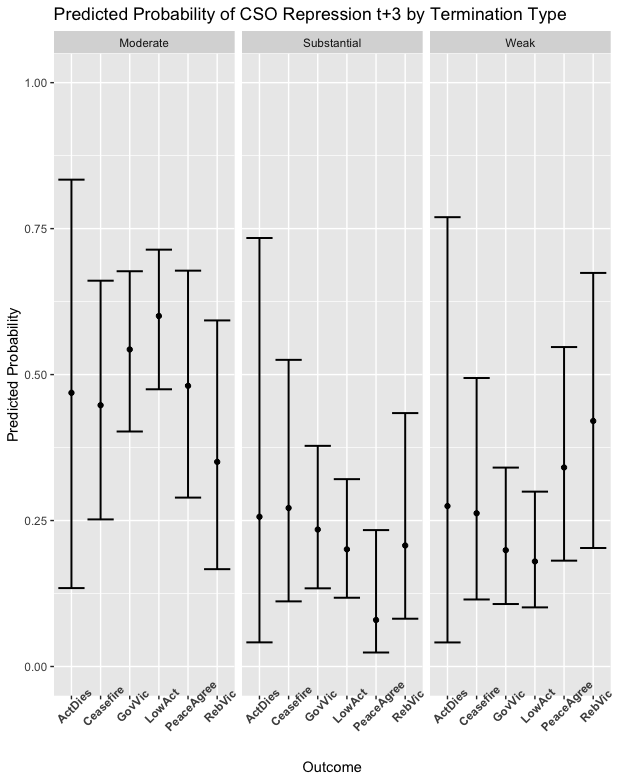 Predicted Probability of CSO Repression t+3 by Termination Type
Moderate Substantial Weak
1.00
0.75
0.50
0.25
0.00
Predicted Probability
ActDies Ceasefire GovVic LowAct PeaceAgree RebVic ActDies Ceasefire GovVic LowAct PeaceAgree RebVic ActDies Ceasefire GovVic LowAct PeaceAgree RebVic
Outcome